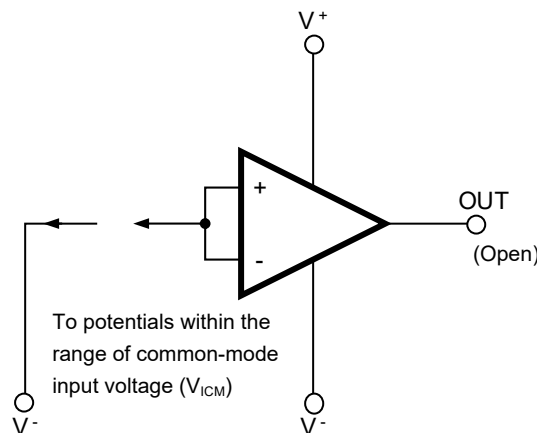 V+
+
OUT
(Open)
-
To potentials within the
range of common-mode
input voltage (VICM)
V-
V-